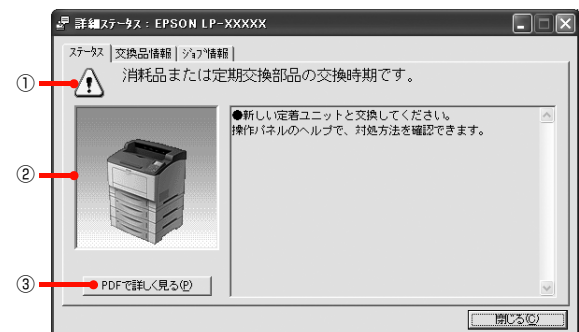 詳細ステータス : EPSON LP-XXXXX
ステータス 交換品情報 ジョブ情報
① 消耗品または定期交換部品の交換時期です。
②
●新しい定着ユニットと交換してください。
操作パネルのヘルプで、対処方法を確認できます。
③ PDFで詳しく見る(P)
閉じる(C)